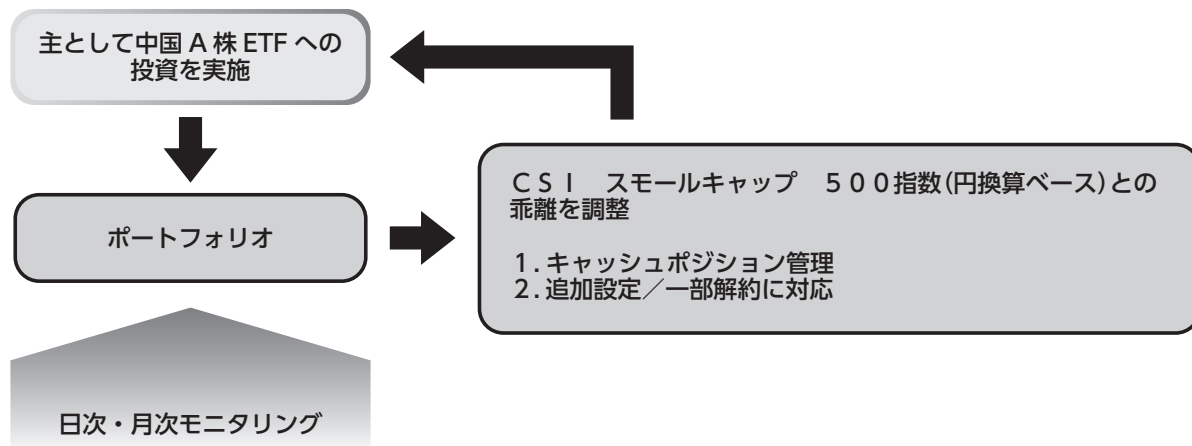 主として中国 A 株 ETF への
投資を実施
ポートフォリオ
CSI スモールキャップ 500指数(円換算ベース)との
乖離を調整
1.キャッシュポジション管理
2.追加設定／一部解約に対応
日次・月次モニタリング